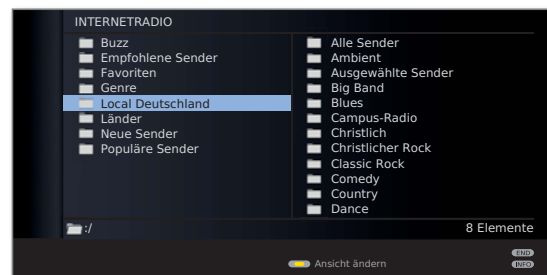 INTERNETRADIO
Buzz
Empfohlene Sender
Favoriten
Genre
Local Deutschland
Länder
Neue Sender
Populäre Sender
Alle Sender
Ambient
Ausgewählte Sender
Big Band
Blues
Campus-Radio
Christlich
Christlicher Rock
Classic Rock
Comedy
Country
Dance
:/
8 Elemente
Ansicht ändern
END
INFO